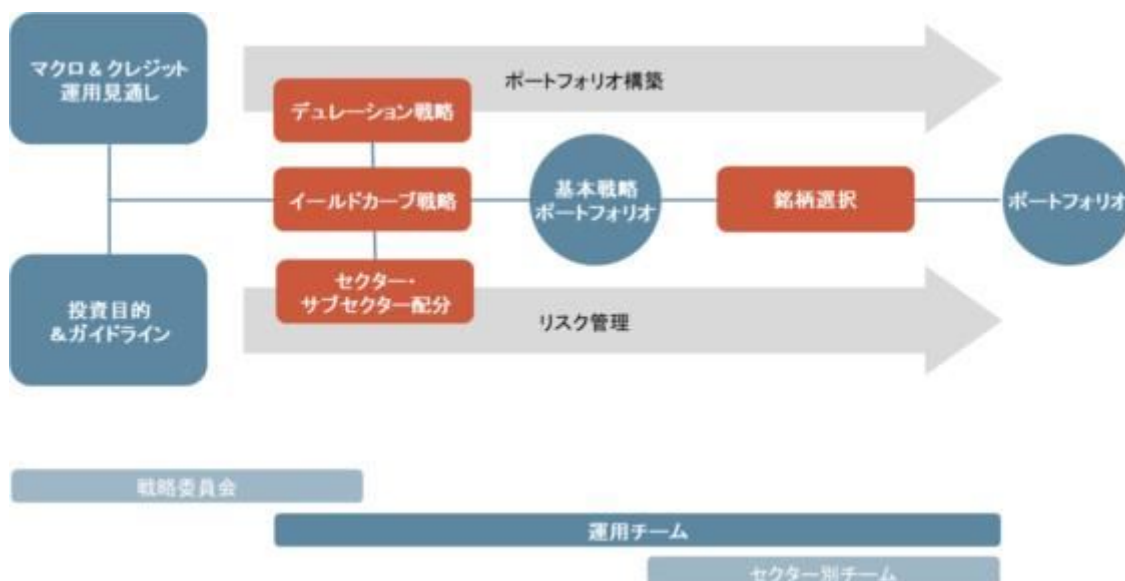 マクロ＆クレジット
運用見通し
ポートフォリオ構築
デュレーション戦略
イールドカーブ戦略
基本戦略
ポートフォリオ
銘柄選択
ポートフォリオ
セクター・
サブセクター配分
投資目的
＆ガイドライン
リスク管理
戦略委員会
運用チーム
セクター別チーム